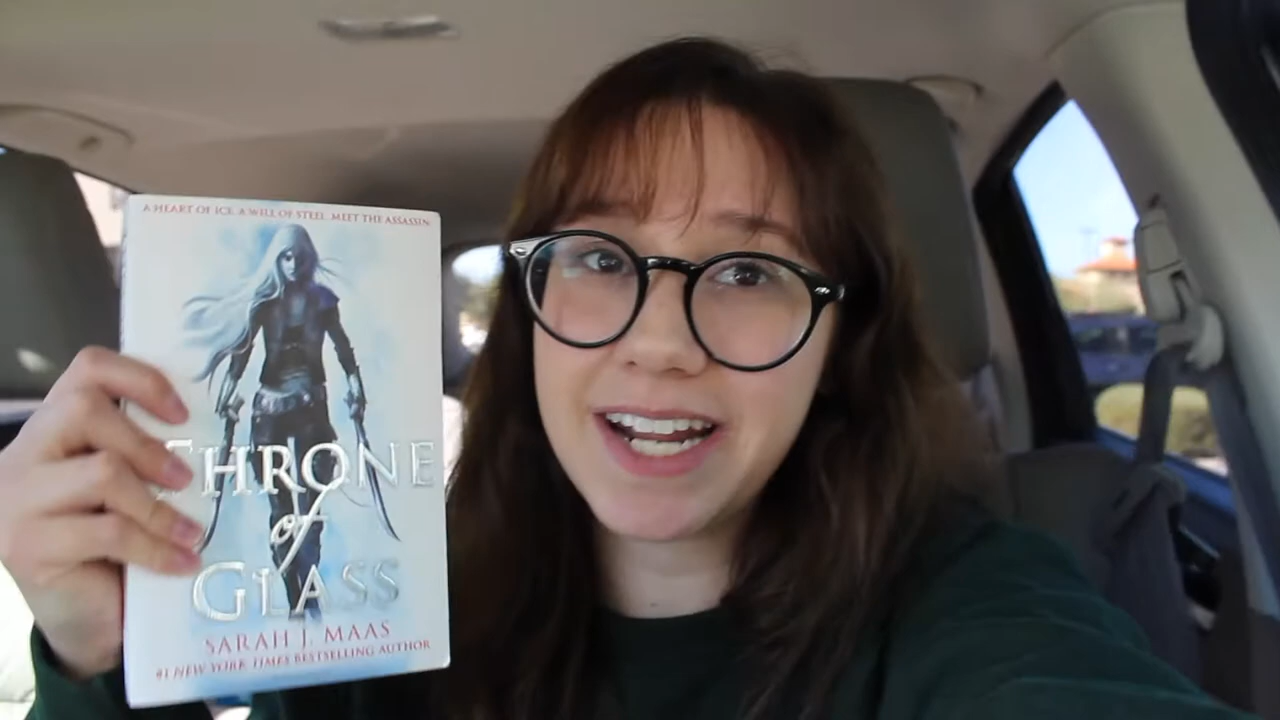 A HEART OF ICE. A WILL OF STEEL. MEET THE ASSASSIN.
THRONE
of
GLASS
SARAH J. MAAS
#1 NEW YORK TIMES BESTSELLING AUTHOR